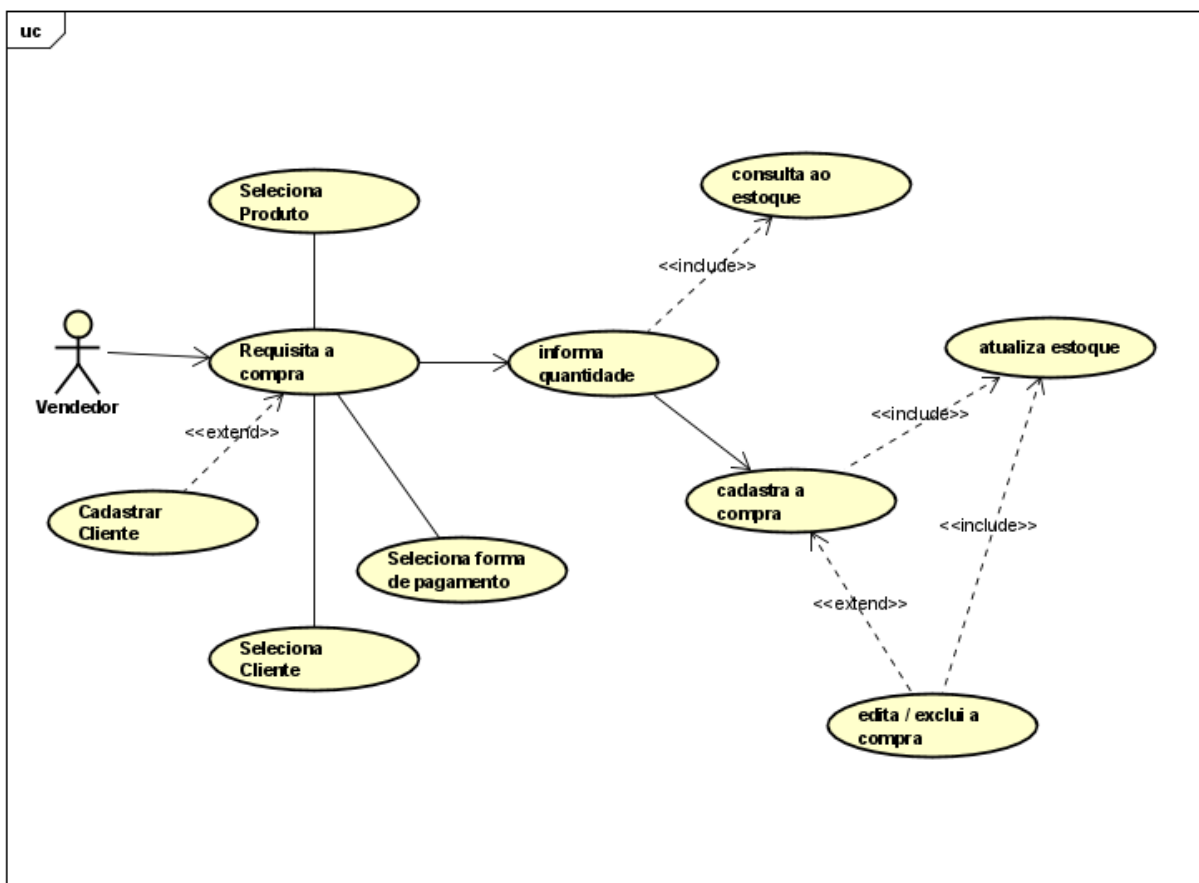 uc
consulta ao
estoque
Seleciona
Produto
<<include>>
Requisita a
compra
informa
quantidade
atualiza estoque
Vendedor
<<extend>>
<<include>>
cadastra a
compra
Cadastrar
Cliente
<<include>>
Seleciona forma
de pagamento
<<extend>>
Seleciona
Cliente
edita / exclui a
compra